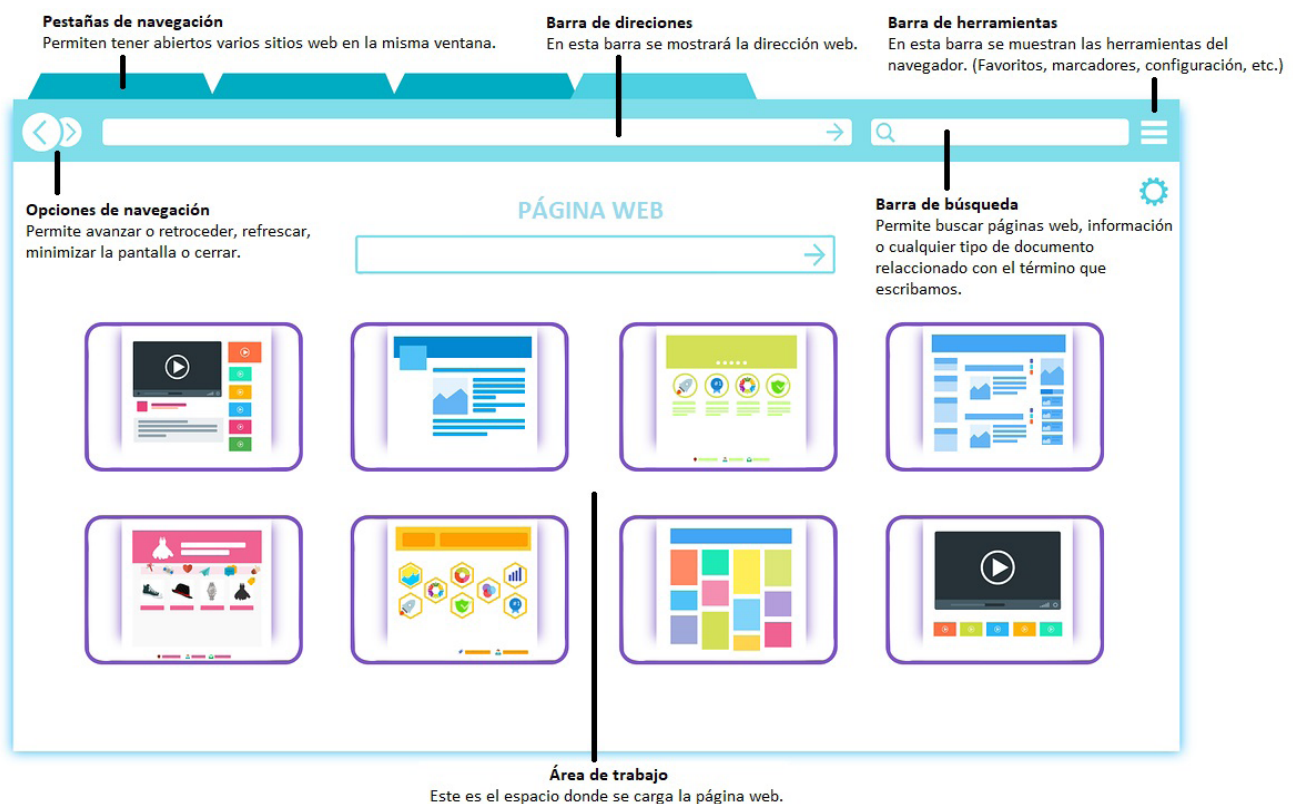 Pestañas de navegación
Permiten tener abiertos varios sitios web en la misma ventana.
Barra de direciones
En esta barra se mostrará la dirección web.
Barra de herramientas
En esta barra se muestran las herramientas del
navegador. (Favoritos, marcadores, configuración, etc.)
Opciones de navegación
Permite avanzar o retroceder, refrescar,
minimizar la pantalla o cerrar.
PÁGINA WEB
Barra de búsqueda
Permite buscar páginas web, información
o cualquier tipo de documento
relaccionado con el término que
escribamos.
#1
#1
Área de trabajo
Este es el espacio donde se carga la página web.